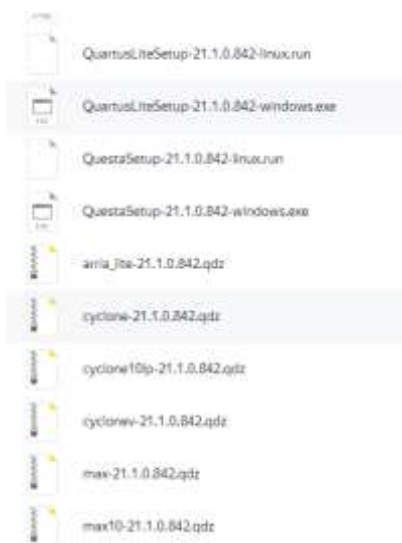 QuartusLiteSetup-21.1.0.842-linux.run
QuartusLiteSetup-21.1.0.842-windows.exe
QuestaSetup-21.1.0.842-linux.run
QuestaSetup-21.1.0.842-windows.exe
arria_lite-21.1.0.842.qdz
cyclone-21.1.0.842.qdz
cyclone10lp-21.1.0.842.qdz
cyclonev-21.1.0.842.qdz
max-21.1.0.842.qdz
max10-21.1.0.842.qdz